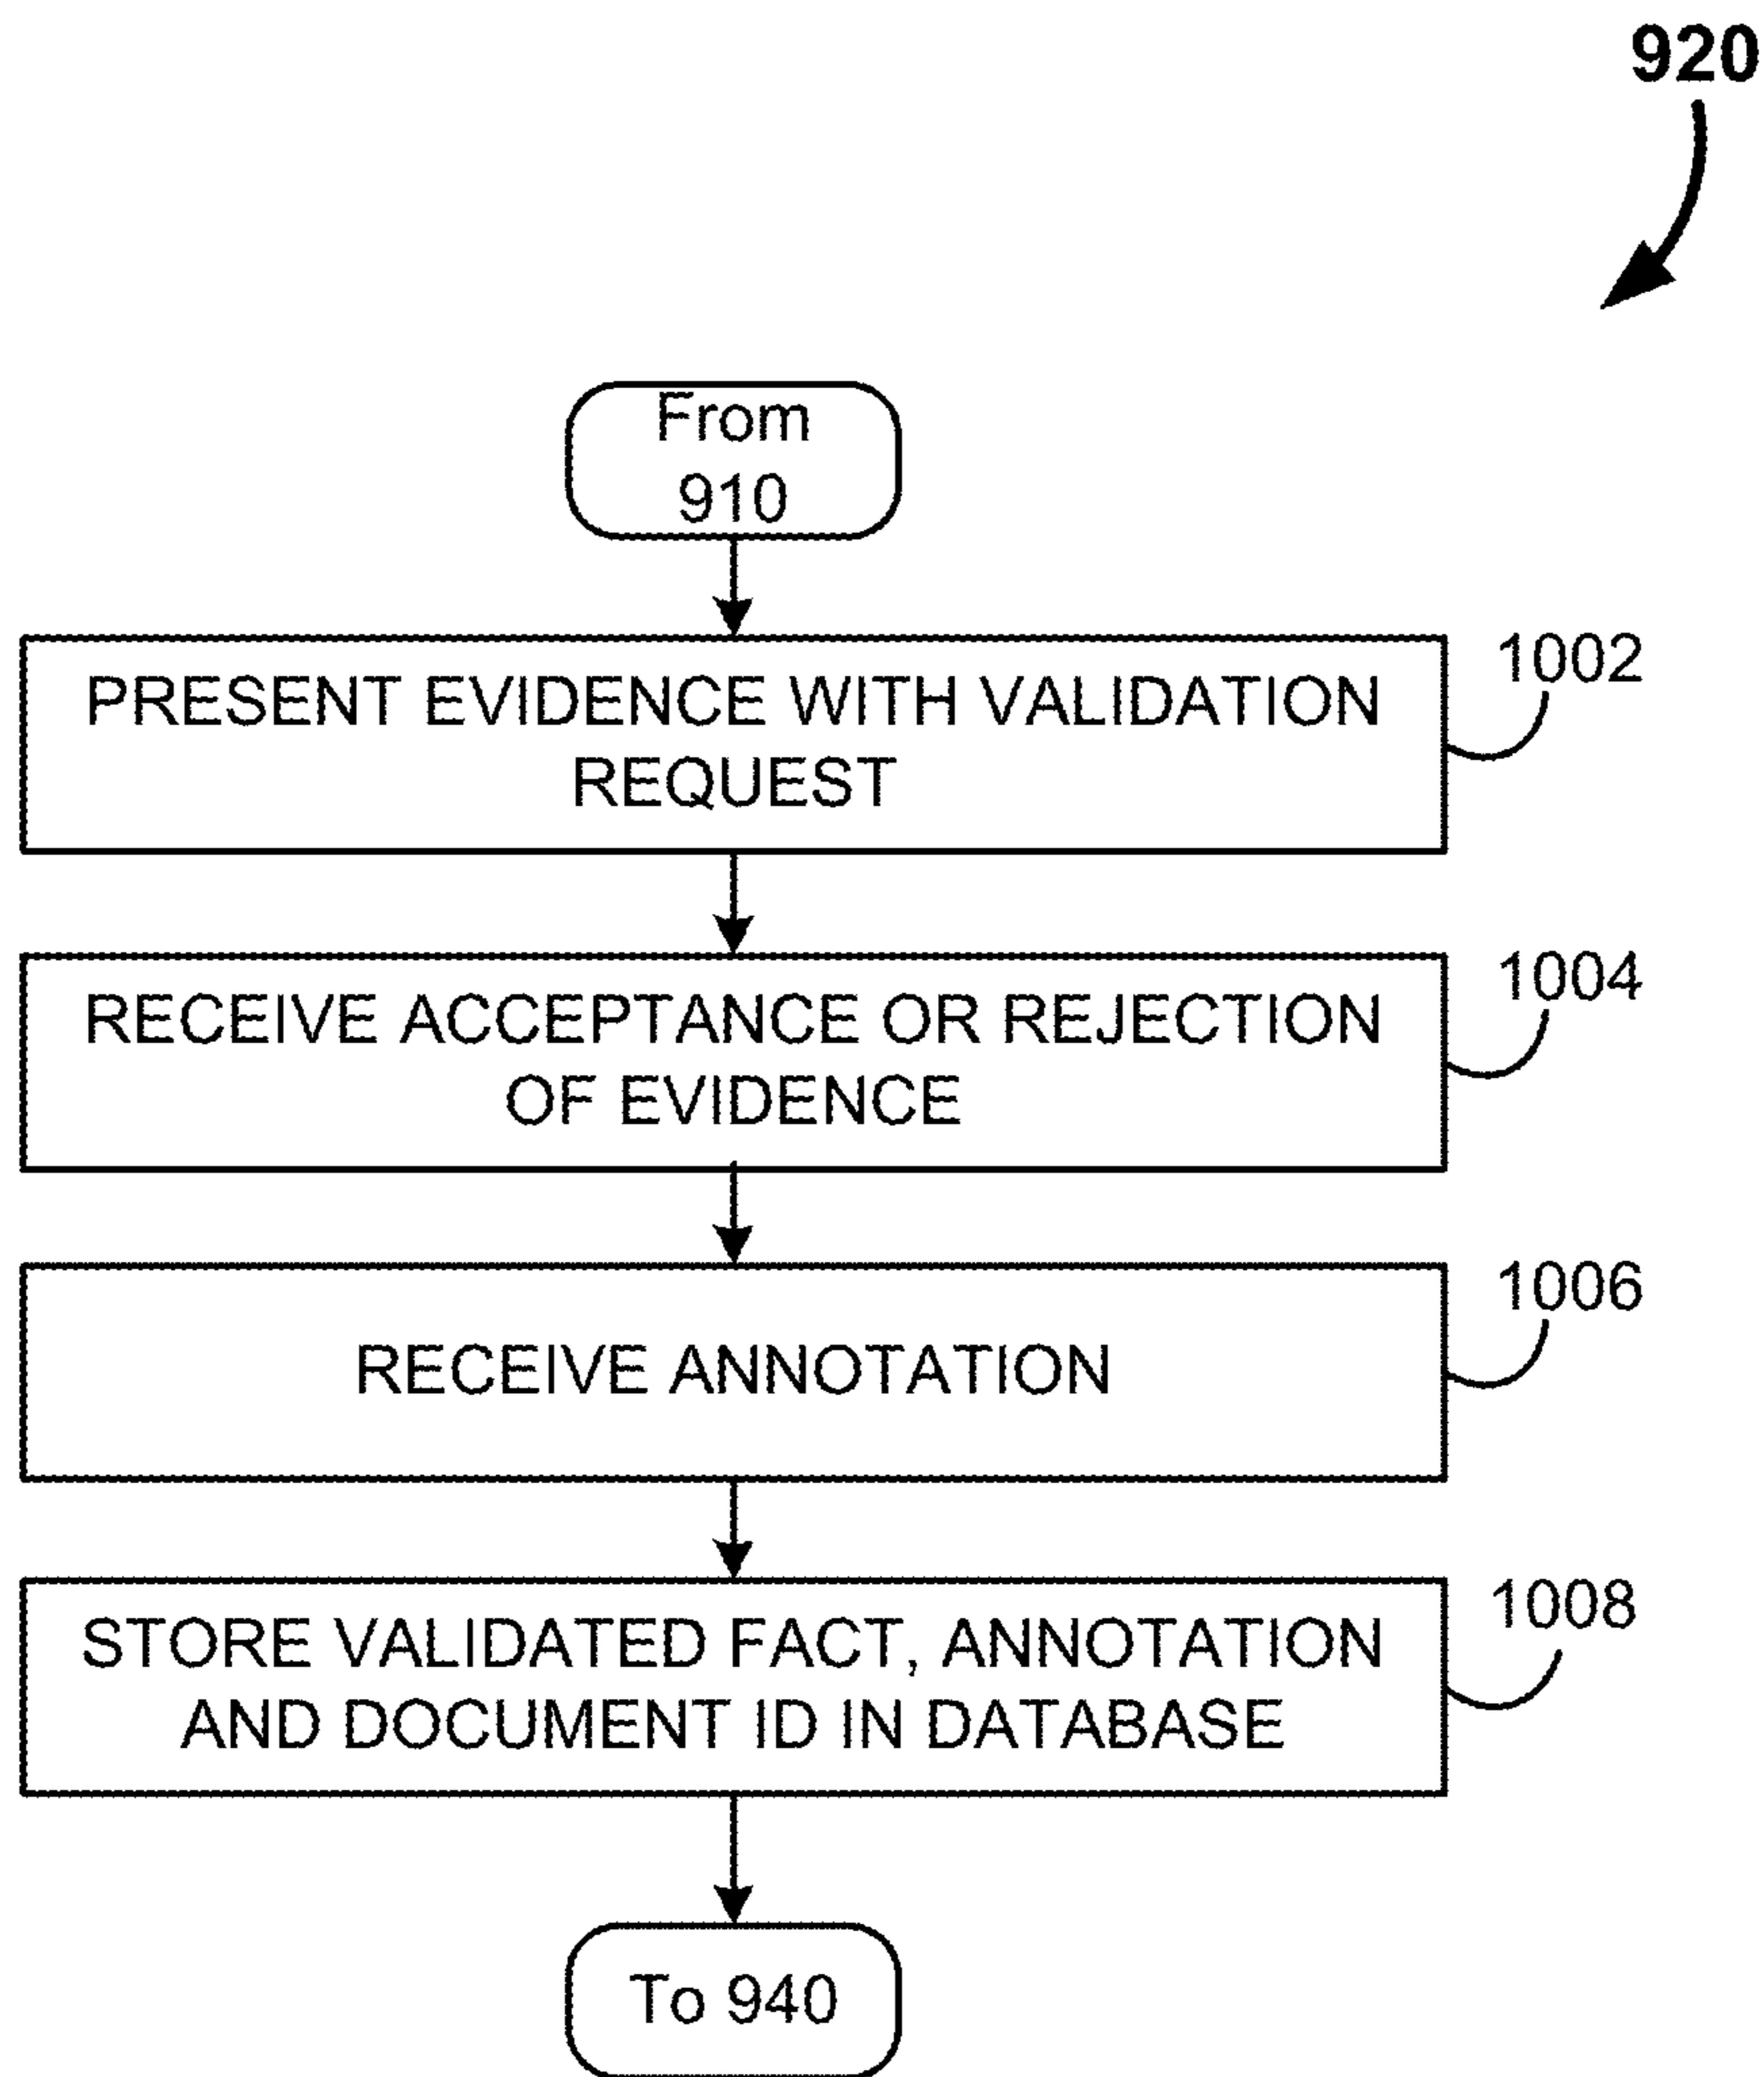 920
From
910
1002
PRESENT EVIDENCE WITH VALIDATION
REQUEST
1004
RECEIVE ACCEPTANCE OR REJECTION
OF EVIDENCE
1006
RECEIVE ANNOTATION
1008
STORE VALIDATED FACT, ANNOTATION
AND DOCUMENT ID IN DATABASE
To 940